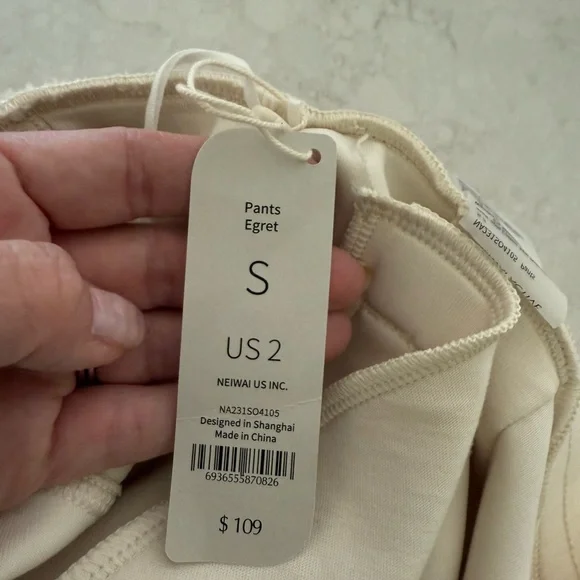 Pants
Egret
S
US 2
NEIWAI US INC.
NA231SO4105
Designed in Shanghai
Made in China
6936555870826
$ 109